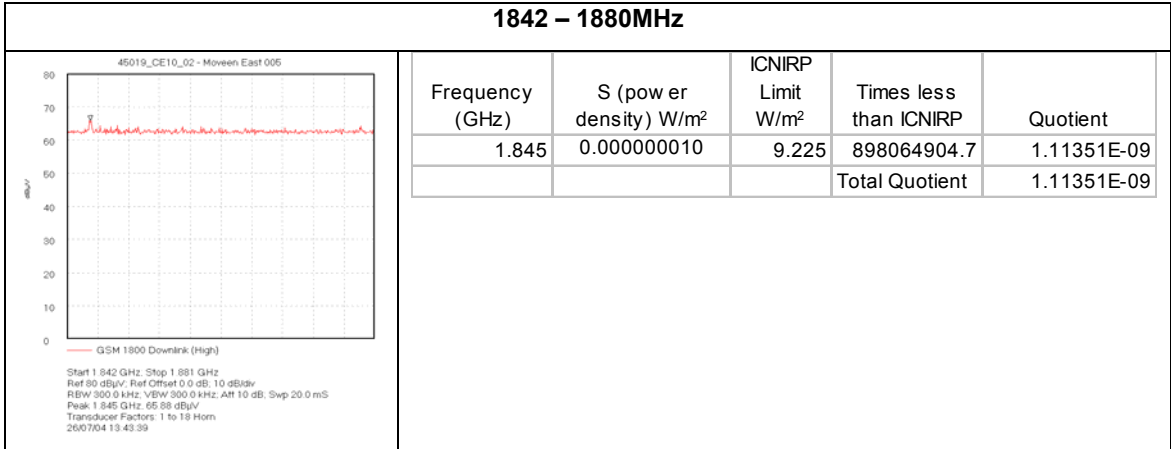 1842 – 1880MHz
45019_CE10_02 - Moveen East 005
80
70
60
50
40
30
20
10
0
dBµV
GSM 1800 Downlink (High)
Start 1.842 GHz; Stop 1.881 GHz
Ref 80 dBµV; Ref Offset 0.0 dB; 10 dB/div
RBW 300.0 kHz; VBW 300.0 kHz; Att 10 dB; Swp 20.0 mS
Peak 1.845 GHz, 65.88 dBµV
Transducer Factors: 1 to 18 Horn
26/07/04 13:43:39
Frequency (GHz) S (pow er density) W/m² ICNIRP Limit W/m² Times less than ICNIRP Quotient
1.845 0.000000010 9.225 898064904.7 1.11351E-09
Total Quotient 1.11351E-09